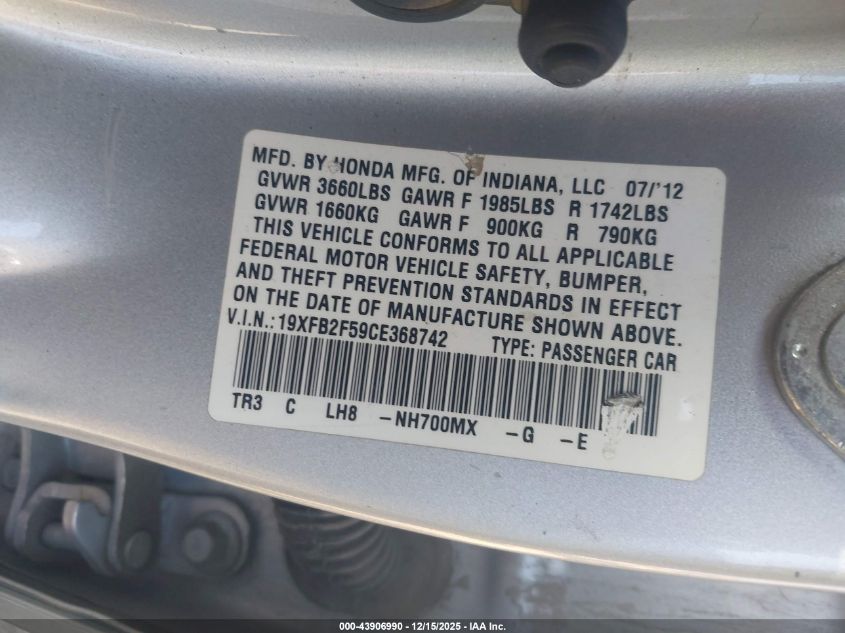 MFD. BY HONDA MFG. OF INDIANA, LLC 07/'12
GVWR 3660LBS GAWR F 1985LBS R 1742LBS
GVWR 1660KG GAWR F 900KG R 790KG
THIS VEHICLE CONFORMS TO ALL APPLICABLE
FEDERAL MOTOR VEHICLE SAFETY, BUMPER,
AND THEFT PREVENTION STANDARDS IN EFFECT
ON THE DATE OF MANUFACTURE SHOWN ABOVE.
V.I.N.:19XFB2F59CE368742 TYPE: PASSENGER CAR
TR3 C LH8 -NH700MX -G -E
000-43906990 - 12/15/2025 - IAA Inc.